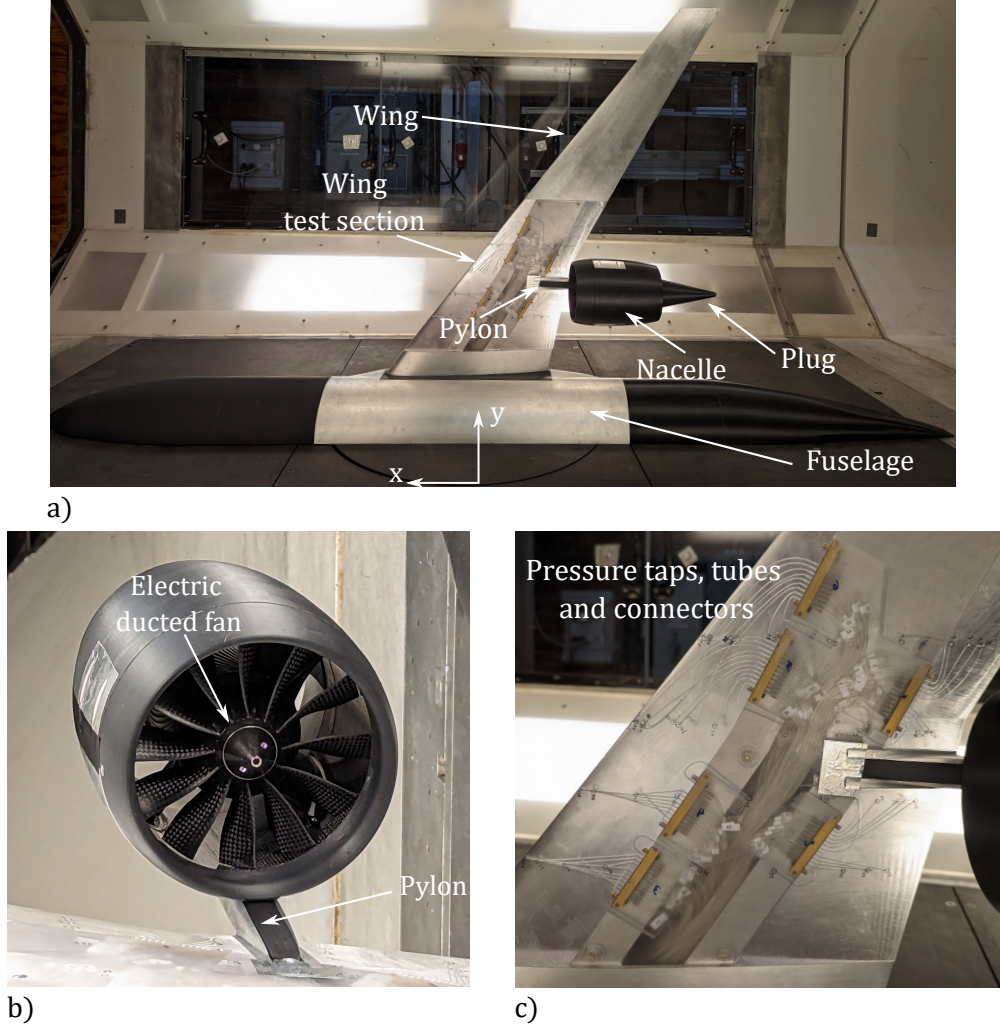 Wing
Wing
test section
Pylon
Nacelle
Plug
y
x
Fuselage
a)
Electric
ducted fan
Pylon
b)
Pressure taps, tubes
and connectors
c)